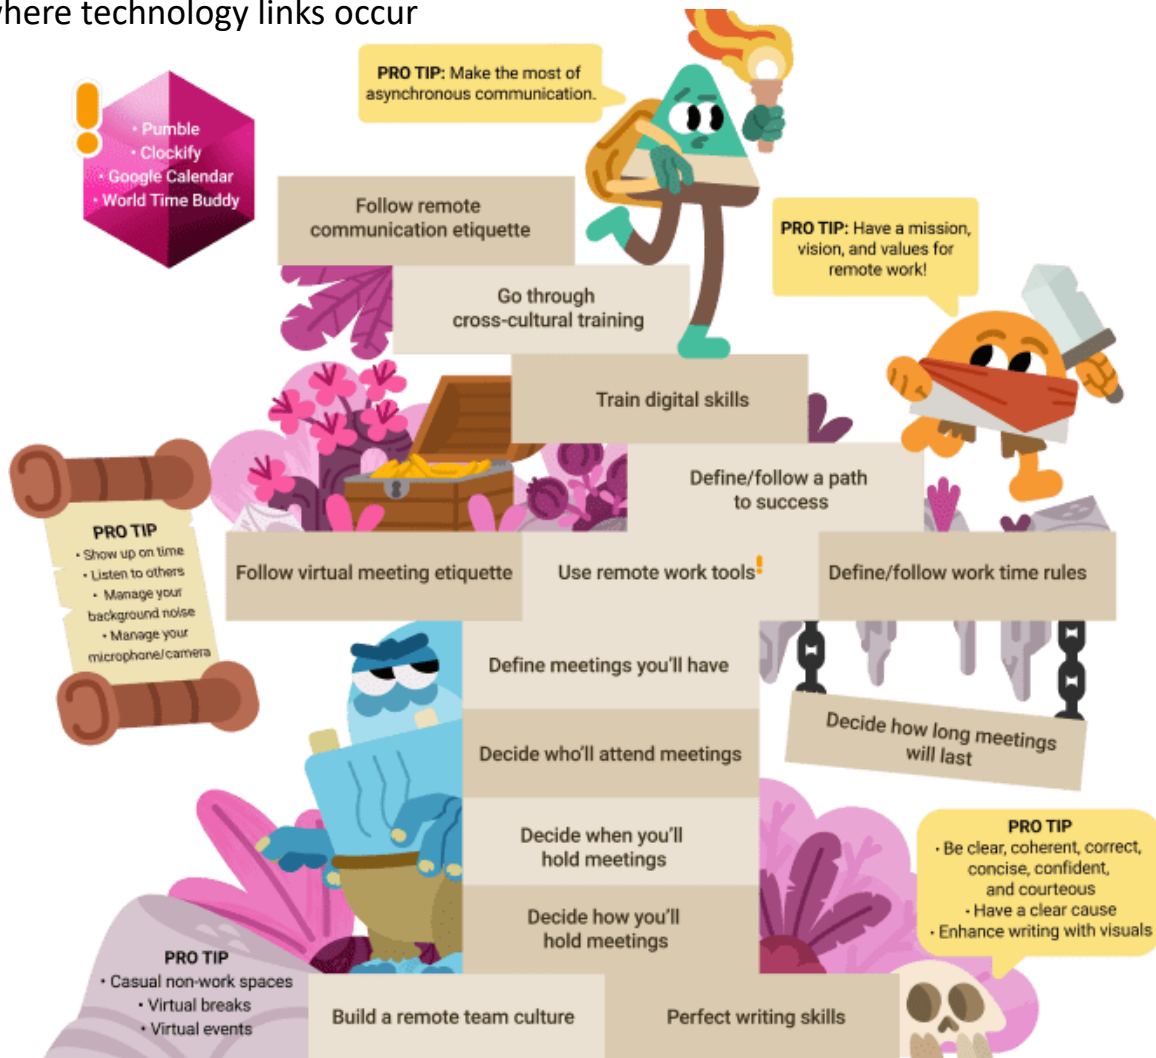 where technology links occur
PRO TIP: Make the most of
asynchronous communication.
• Pumble
• Clockify
• Google Calendar
• World Time Buddy
Follow remote
communication etiquette
PRO TIP: Have a mission,
vision, and values for
remote work!
Go through
cross-cultural training
Train digital skills
Define/follow a path
to success
PRO TIP
• Show up on time
• Listen to others
• Manage your
background noise
• Manage your
microphone/camera
Follow virtual meeting etiquette
Use remote work tools!
Define/follow work time rules
Define meetings you'll have
Decide how long meetings
will last
Decide who'll attend meetings
Decide when you'll
hold meetings
Decide how you'll
hold meetings
PRO TIP
• Be clear, coherent, correct,
concise, confident,
and courteous
• Have a clear cause
• Enhance writing with visuals
PRO TIP
• Casual non-work spaces
• Virtual breaks
• Virtual events
Build a remote team culture
Perfect writing skills